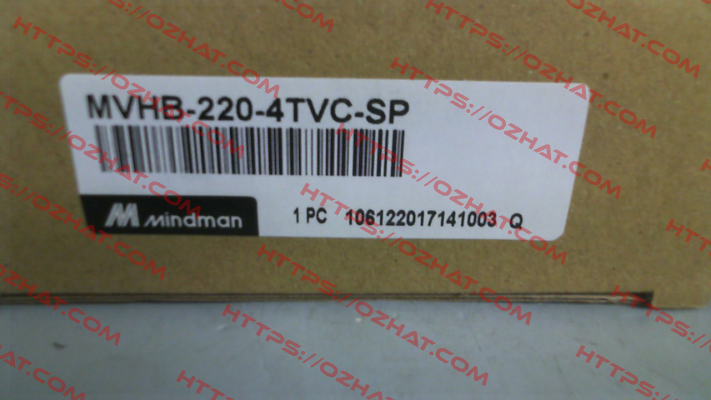 MVHB-220-4TVC-SP
Mindman
1 PC 106122017141003 Q
HTTPS://OZHAT.COM